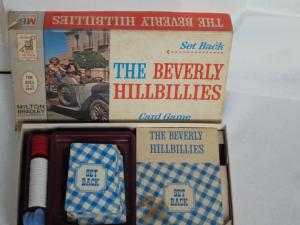 MB
THE BEVERLY HILLBILLIES
Set Back
THE BEVERLY
HILLBILLIES
Card Game
MILTON
BRADLEY
THE BEVERLY
HILLBILLIES
SET
BACK
SET
BACK